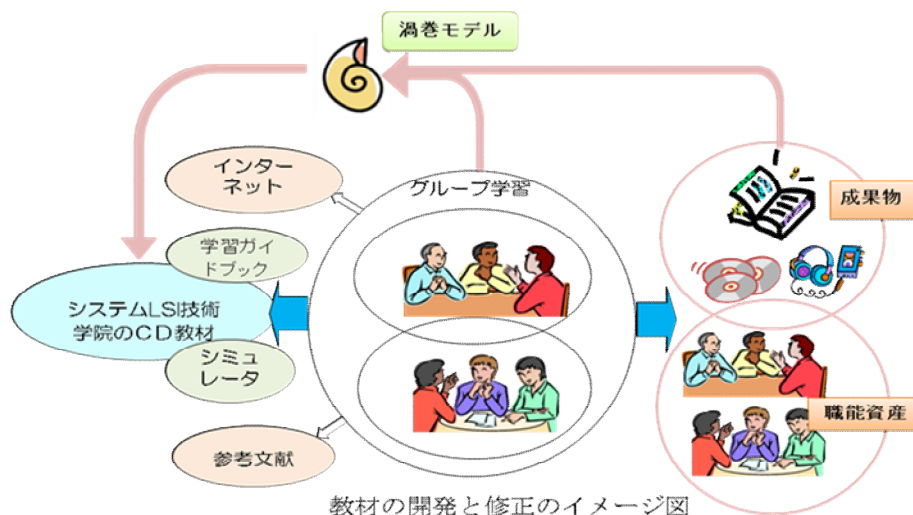 渦巻モデル
インター
ネット
グループ学習
成果物
学習ガイ
ドブック
システムLSI技術
学院のCD教材
シミュ
レータ
職能資産
参考文献
教材の開発と修正のイメージ図